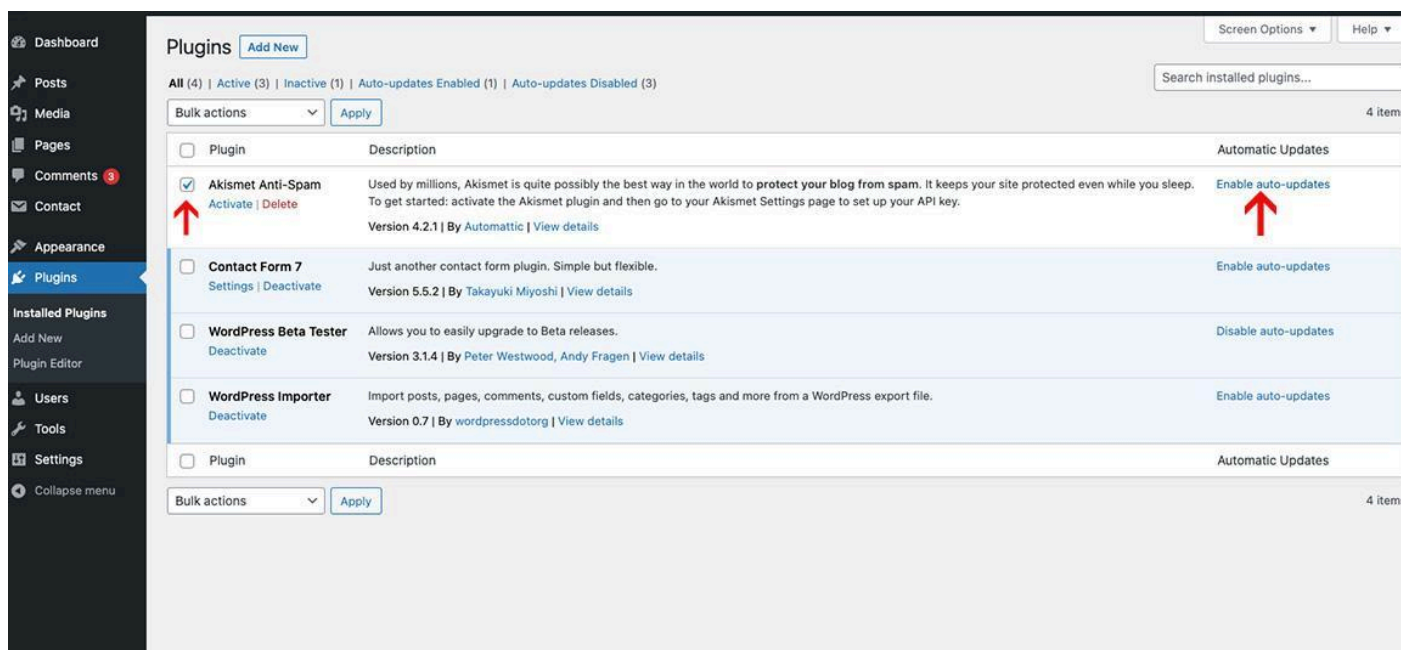 Screen Options ▼ Help ▼
Dashboard
Posts
Media
Pages
Comments 3
Contact
Appearance
Plugins
Installed Plugins
Add New
Plugin Editor
Users
Tools
Settings
Collapse menu
Plugins Add New
All (4) | Active (3) | Inactive (1) | Auto-updates Enabled (1) | Auto-updates Disabled (3)
Search installed plugins...
Bulk actions Apply
4 item
Plugin Description Automatic Updates
Akismet Anti-Spam
Activate | Delete
Used by millions, Akismet is quite possibly the best way in the world to protect your blog from spam. It keeps your site protected even while you sleep.
To get started: activate the Akismet plugin and then go to your Akismet Settings page to set up your API key.
Version 4.2.1 | By Automattic | View details
Enable auto-updates
Contact Form 7
Settings | Deactivate
Just another contact form plugin. Simple but flexible.
Version 5.5.2 | By Takayuki Miyoshi | View details
Enable auto-updates
WordPress Beta Tester
Deactivate
Allows you to easily upgrade to Beta releases.
Version 3.1.4 | By Peter Westwood, Andy Fragen | View details
Disable auto-updates
WordPress Importer
Deactivate
Import posts, pages, comments, custom fields, categories, tags and more from a WordPress export file.
Version 0.7 | By wordpressdotorg | View details
Enable auto-updates
Plugin Description Automatic Updates
Bulk actions Apply
4 item